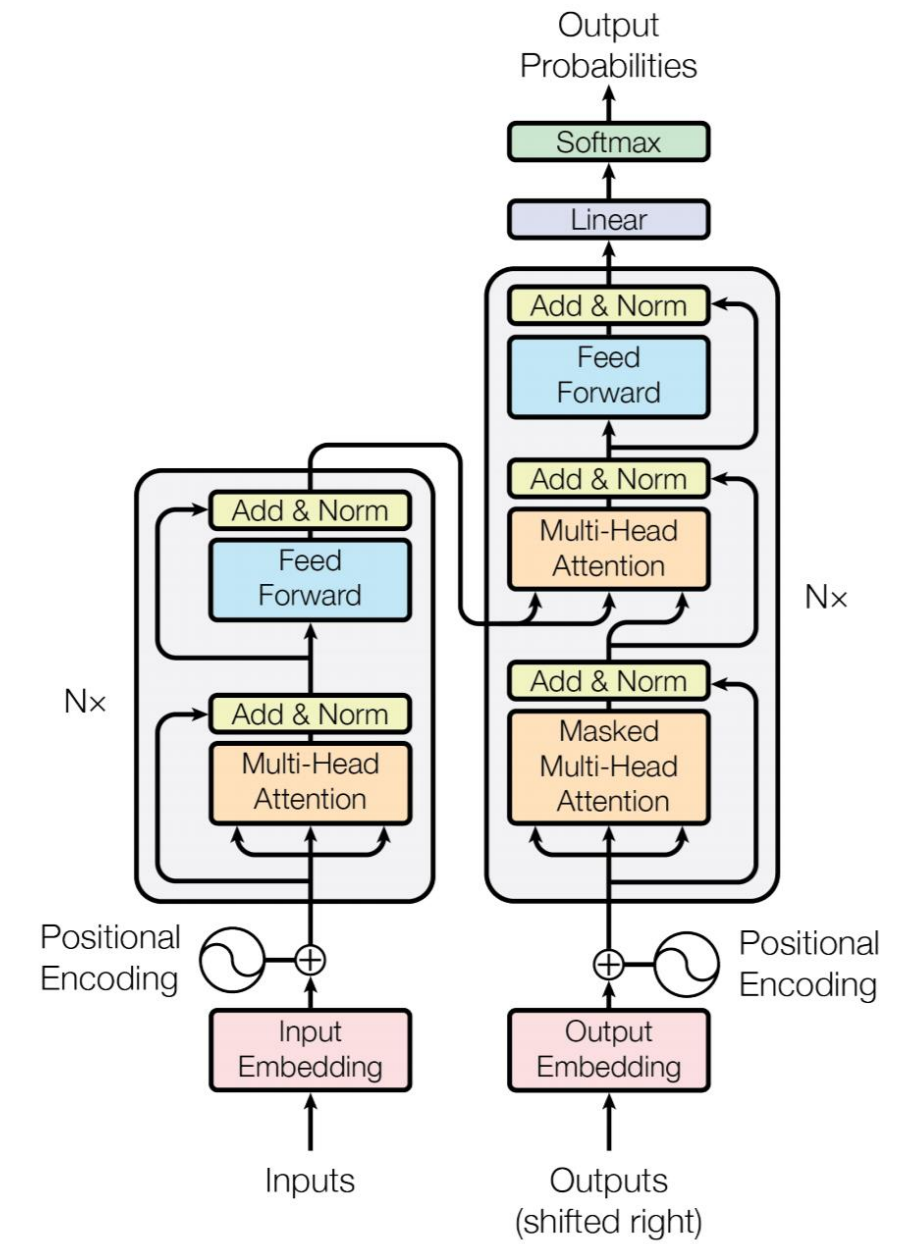 Output
Probabilities
Softmax
Linear
Add & Norm
Feed
Forward
Add & Norm
Multi-Head
Attention
N×
Add & Norm
Masked
Multi-Head
Attention
Add & Norm
Feed
Forward
N×
Add & Norm
Multi-Head
Attention
Positional
Encoding
Positional
Encoding
Input
Embedding
Output
Embedding
Inputs
Outputs
(shifted right)